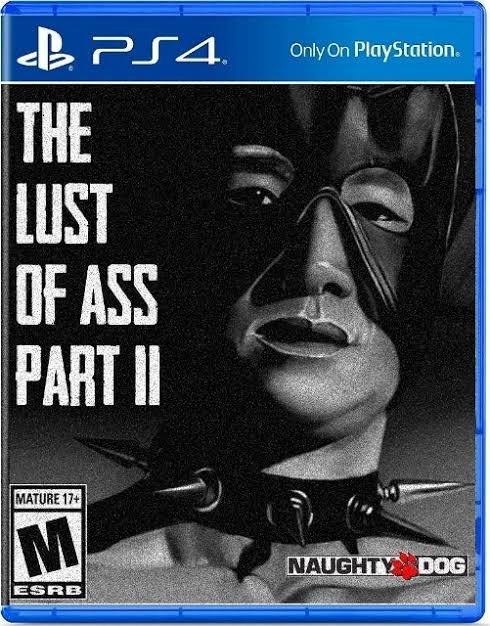 PS4
Only On PlayStation.
THE
LUST
OF ASS
PART II
MATURE 17+
M
ESRB
NAUGHTY DOG